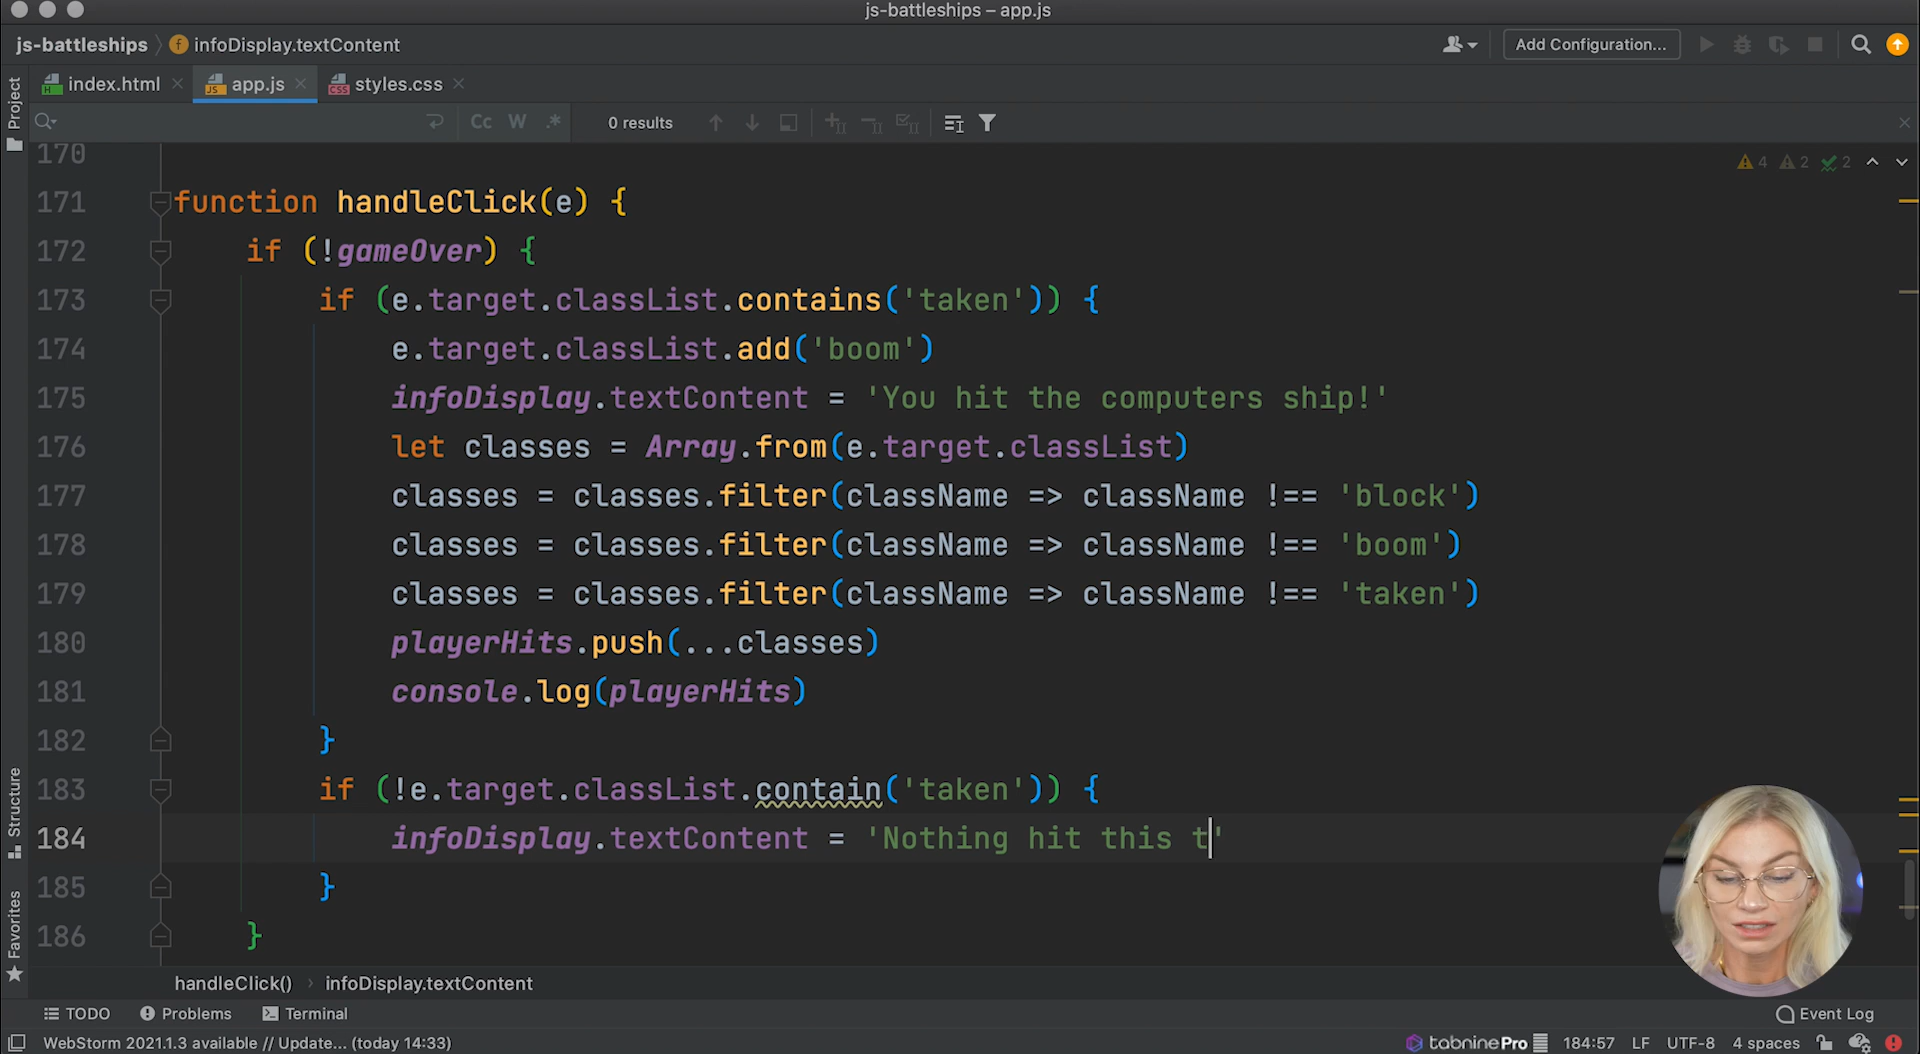 js-battleships – app.js
js-battleships infoDisplay.textContent
Add Configuration...
Project
index.html app.js styles.css
Cc W .* 0 results
4 2 2
170
171 function handleClick(e) {
172 if (!gameOver) {
173 if (e.target.classList.contains('taken')) {
174 e.target.classList.add('boom')
175 infoDisplay.textContent = 'You hit the computers ship!'
176 let classes = Array.from(e.target.classList)
177 classes = classes.filter(className => className !== 'block')
178 classes = classes.filter(className => className !== 'boom')
179 classes = classes.filter(className => className !== 'taken')
180 playerHits.push(...classes)
181 console.log(playerHits)
182 }
183 if (!e.target.classList.contain('taken')) {
184 infoDisplay.textContent = 'Nothing hit this t'
185 }
186 }
Structure
Favorites
handleClick() infoDisplay.textContent
TODO Problems Terminal Event Log
WebStorm 2021.1.3 available // Update... (today 14:33) tabnine Pro 184:57 LF UTF-8 4 spaces